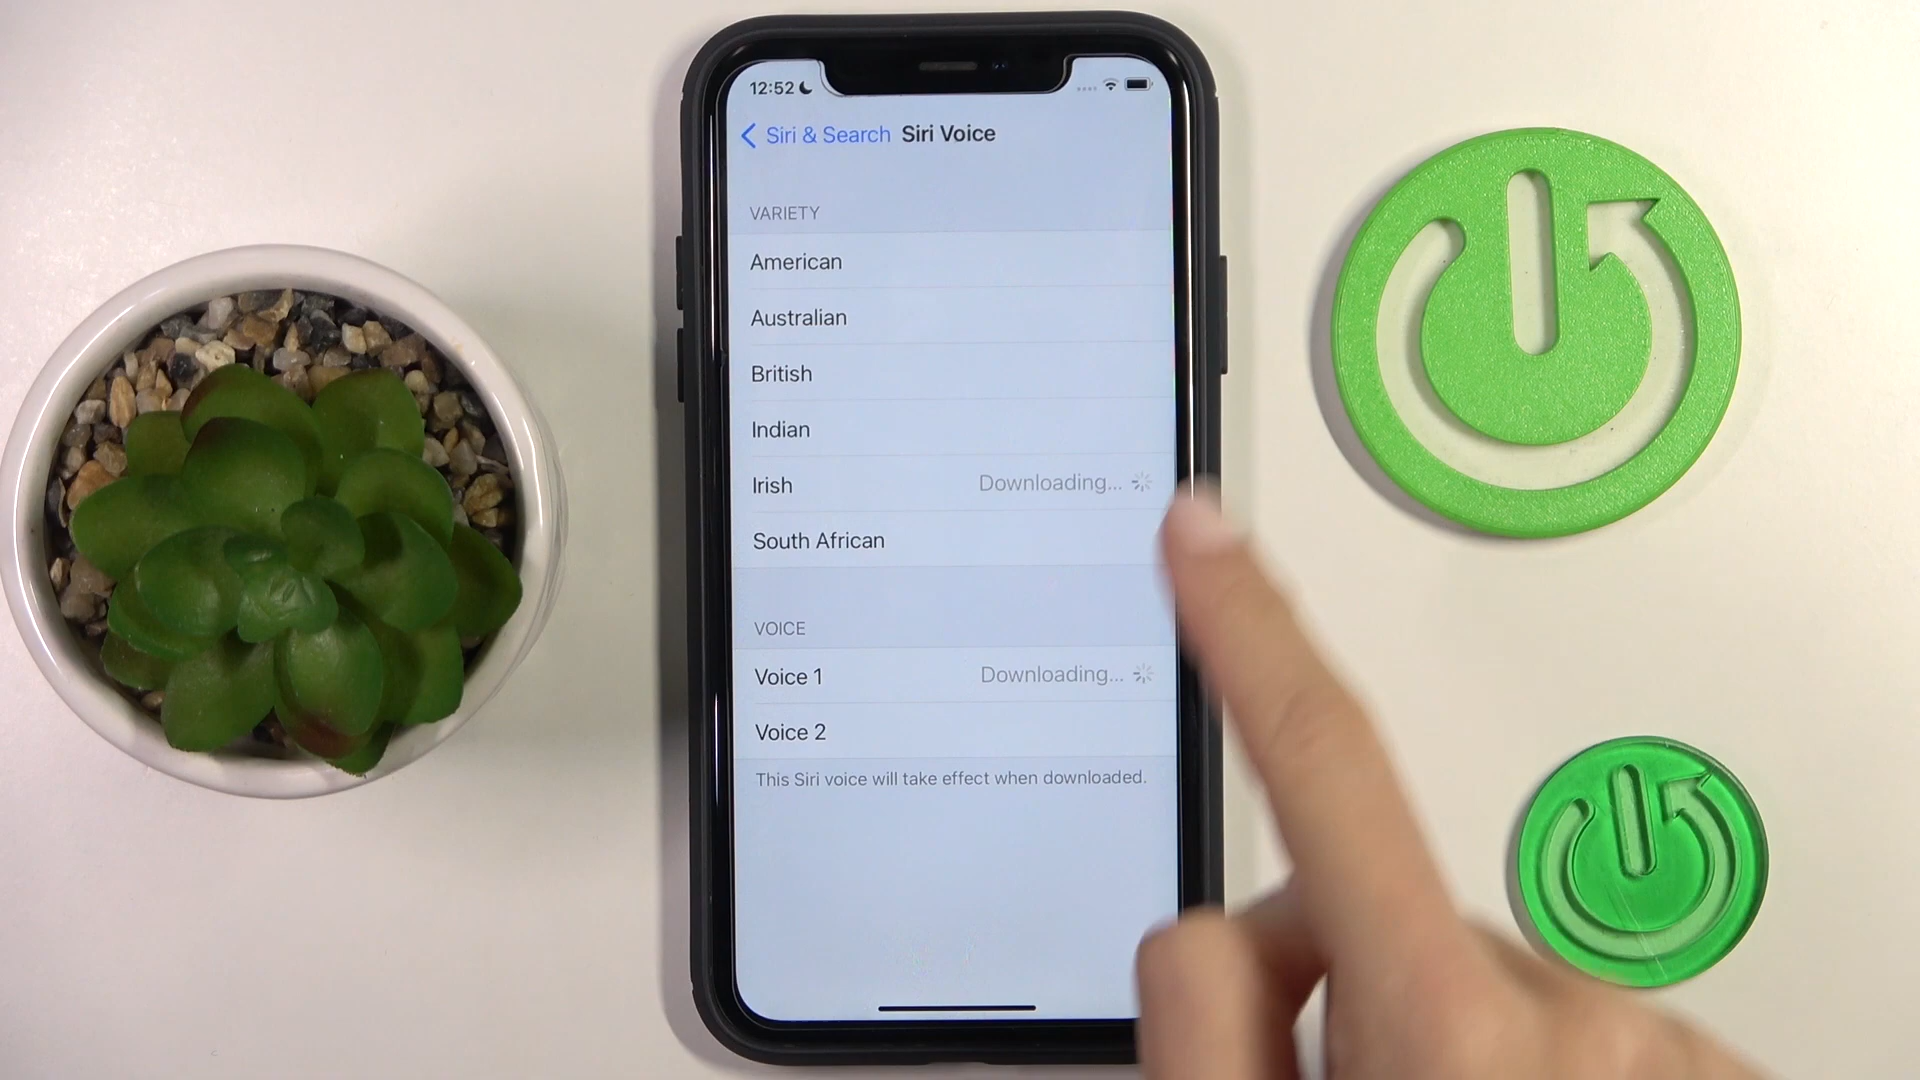 12:52
Siri & Search Siri Voice
VARIETY
American
Australian
British
Indian
Irish Downloading...
South African
VOICE
Voice 1 Downloading...
Voice 2
This Siri voice will take effect when downloaded.